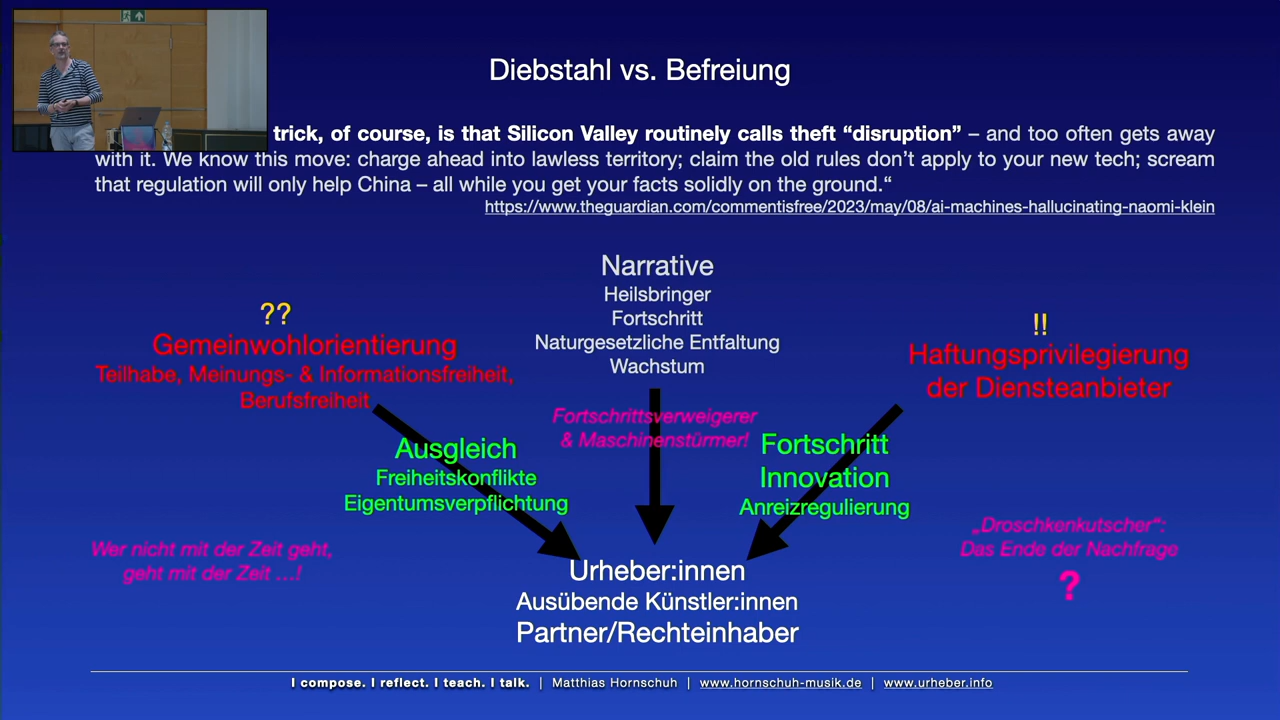 Diebstahl vs. Befreiung
trick, of course, is that Silicon Valley routinely calls theft “disruption” – and too often gets away
with it. We know this move: charge ahead into lawless territory; claim the old rules don’t apply to your new tech; scream
that regulation will only help China – all while you get your facts solidly on the ground.“
https://www.theguardian.com/commentisfree/2023/may/08/ai-machines-hallucinating-naomi-klein
Narrative
Heilsbringer
Fortschritt
Naturgesetzliche Entfaltung
Wachstum
??
Gemeinwohlorientierung
Teilhabe, Meinungs- & Informationsfreiheit,
Berufsfreiheit
!!
Haftungsprivilegierung
der Diensteanbieter
Fortschrittsverweigerer
& Maschinenstürmer!
Ausgleich
Freiheitskonflikte
Eigentumsverpflichtung
Fortschritt
Innovation
Anreizregulierung
Wer nicht mit der Zeit geht,
geht mit der Zeit …!
„Droschkenkutscher“:
Das Ende der Nachfrage
?
Urheber:innen
Ausübende Künstler:innen
Partner/Rechteinhaber
I compose. I reflect. I teach. I talk. | Matthias Hornschuh | www.hornschuh-musik.de | www.urheber.info